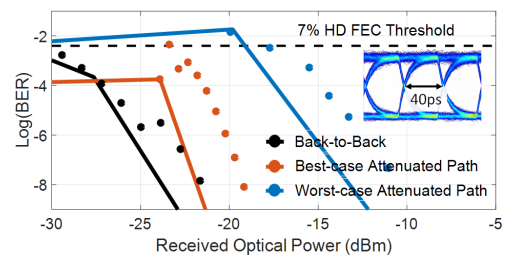 7% HD FEC Threshold
-2
-4
-6
-8
Log(BER)
40ps
Back-to-Back
Best-case Attenuated Path
Worst-case Attenuated Path
-30 -25 -20 -15 -10 -5
Received Optical Power (dBm)